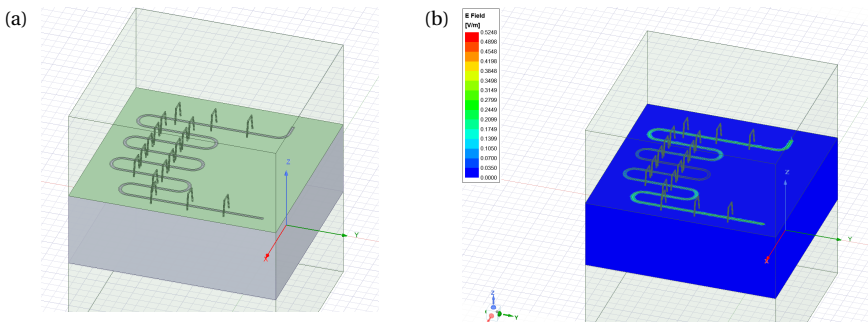 (a)
Z
Y
X
(b)
E Field
[V/m]
0.5248
0.4898
0.4548
0.4198
0.3848
0.3498
0.3149
0.2799
0.2449
0.2099
0.1749
0.1399
0.1050
0.0700
0.0350
0.0000
Z
Y
X
Z
Y